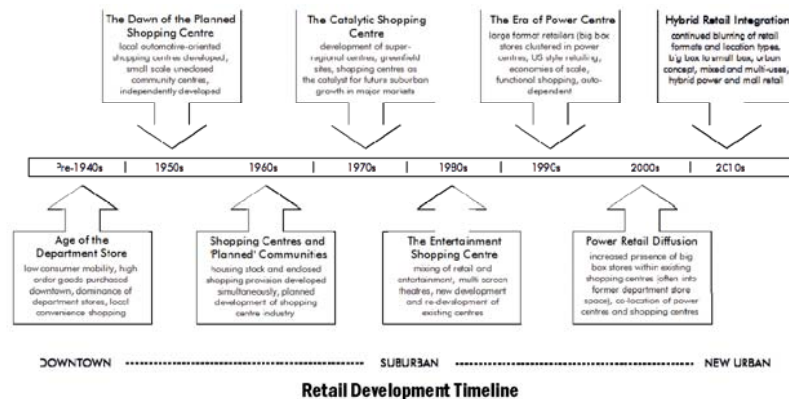 The Dawn of the Planned
Shopping Centre
local automotive-oriented
shopping centres developed,
small scale unenclosed
community centres,
independently developed
The Catalytic Shopping
Centre
development of super-
regional centres, greenfield
sites, shopping centres as
the catalyst for future suburban
growth in major markets
The Era of Power Centre
large format retailers (big box
stores clustered in power
centres, US style retailing,
economies of scale,
functional shopping, auto-
dependent
Hybrid Retail Integration
continued blurring of retail
formats and location types,
big box to small box, urban
concept, mixed and multi-uses,
hybrid power and mall retail
Pre-1940s | 1950s | 1960s | 1970s | 1980s | 1990s | 2000s | 2010s
Age of the
Department Store
low consumer mobility, high
order goods purchased
downtown, dominance of
department stores, local
convenience shopping
Shopping Centres and
'Planned' Communities
housing stock and enclosed
shopping provision developed
simultaneously, planned
development of shopping
centre industry
The Entertainment
Shopping Centre
mixing of retail and
entertainment, multi screen
theatres, new development
and re-development of
existing centres
Power Retail Diffusion
increased presence of big
box stores within existing
shopping centres (often into
former department store
space), co-location of power
centres and shopping centres
DOWNTOWN SUBURBAN NEW URBAN
Retail Development Timeline